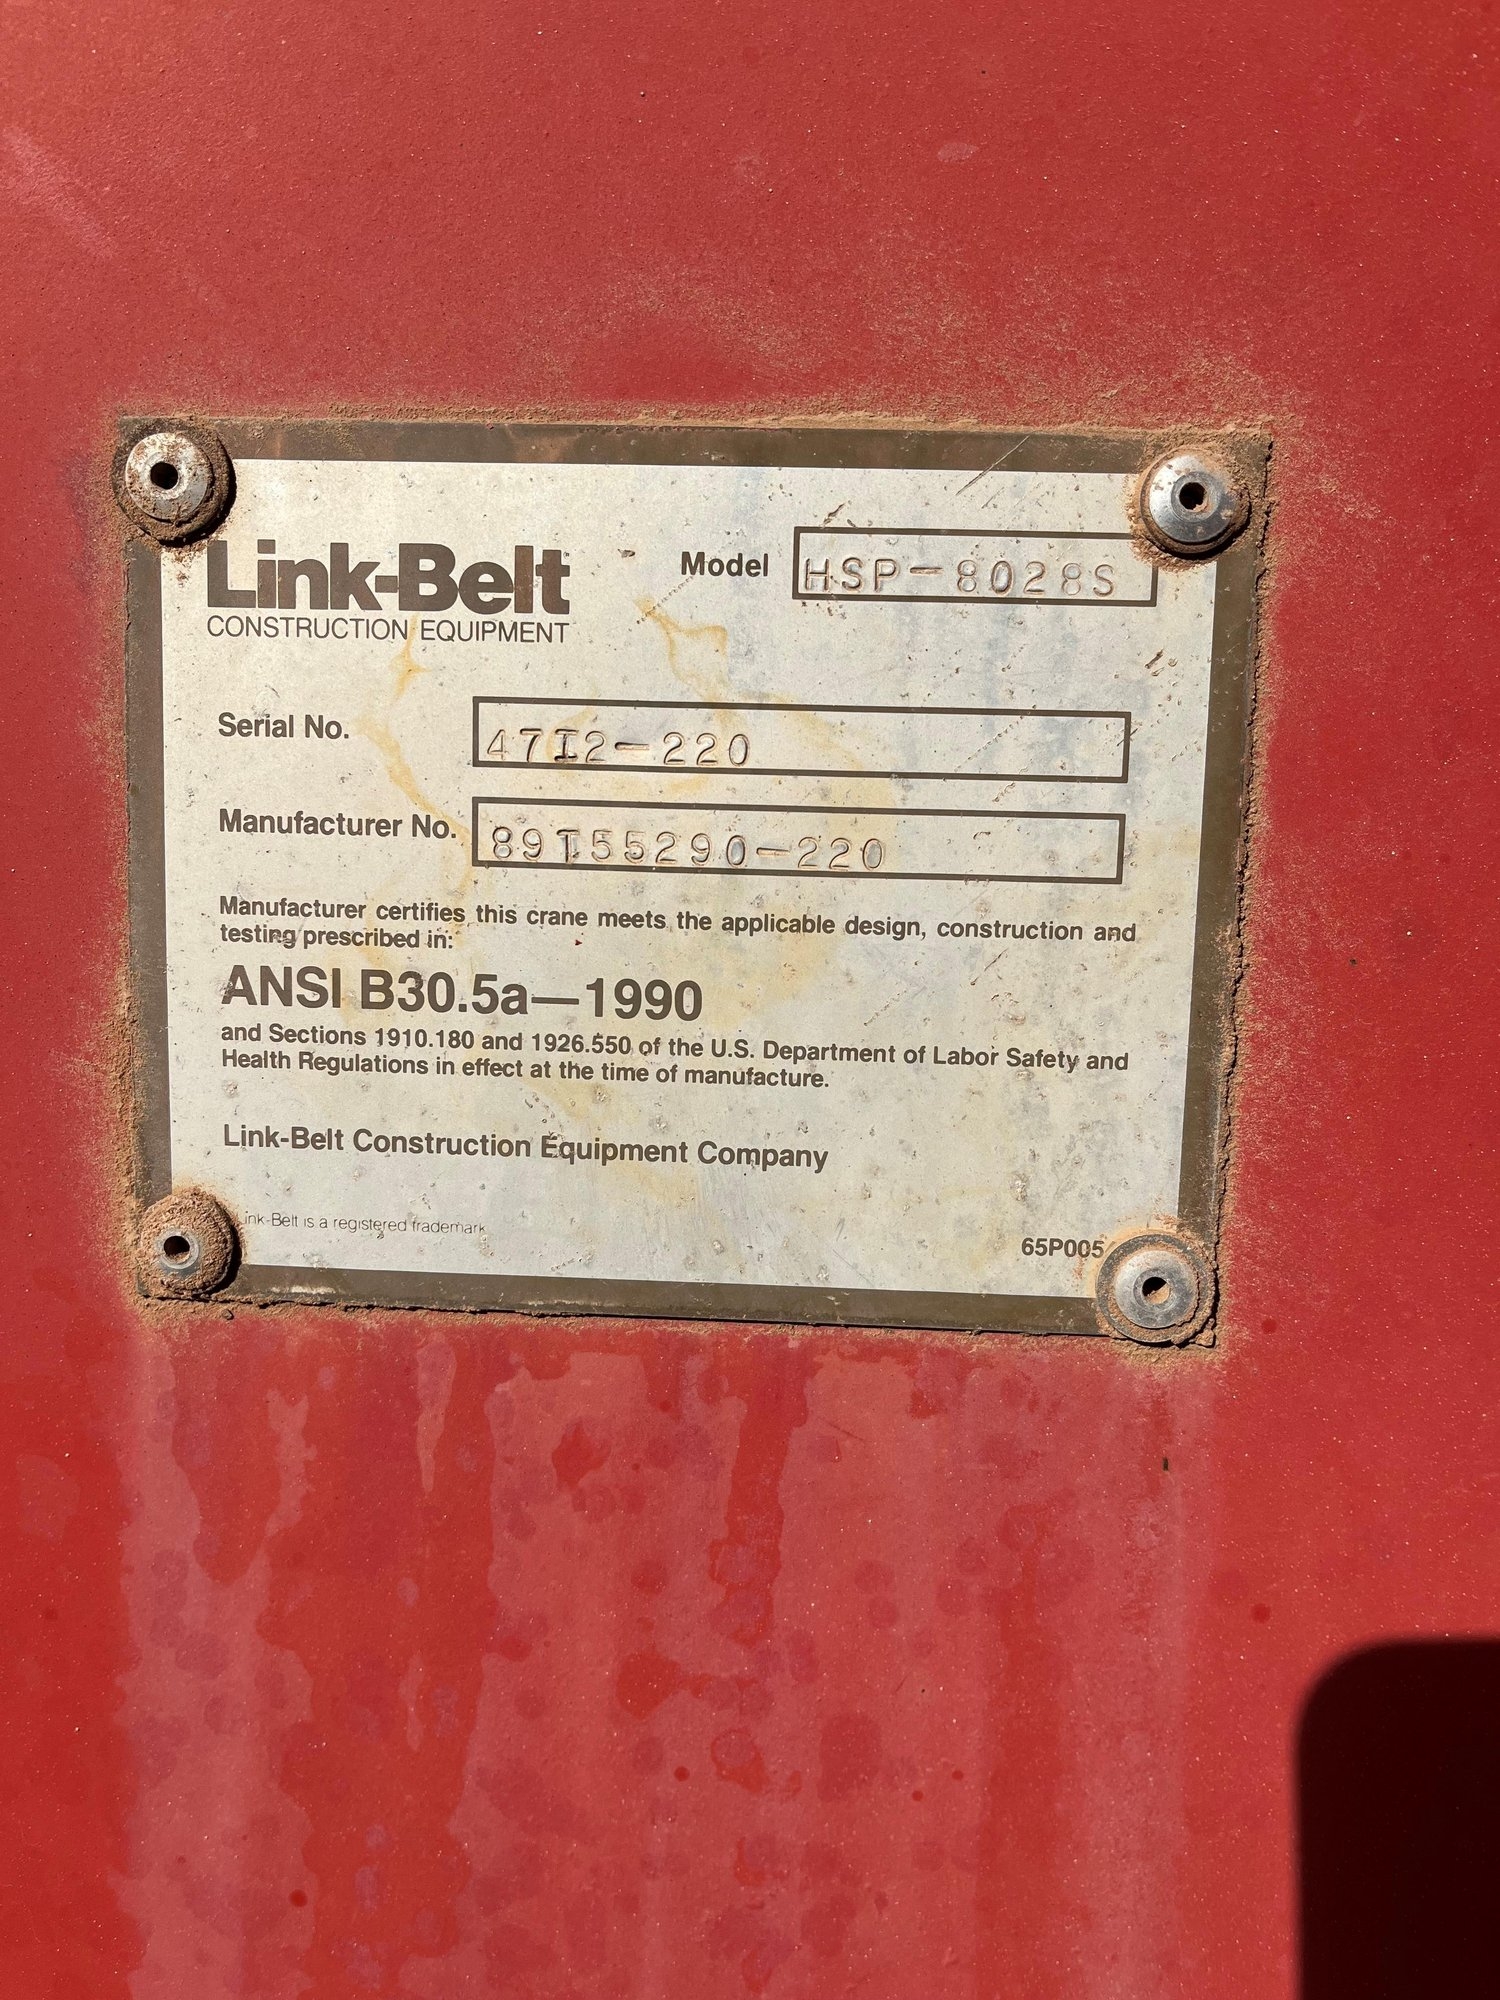 Link-Belt
CONSTRUCTION EQUIPMENT
Model HSP-8028S
Serial No. 47I2-220
Manufacturer No. 89I55290-220
Manufacturer certifies this crane meets the applicable design, construction and
testing prescribed in:
ANSI B30.5a—1990
and Sections 1910.180 and 1926.550 of the U.S. Department of Labor Safety and
Health Regulations in effect at the time of manufacture.
Link-Belt Construction Equipment Company
Link-Belt is a registered trademark
65P005